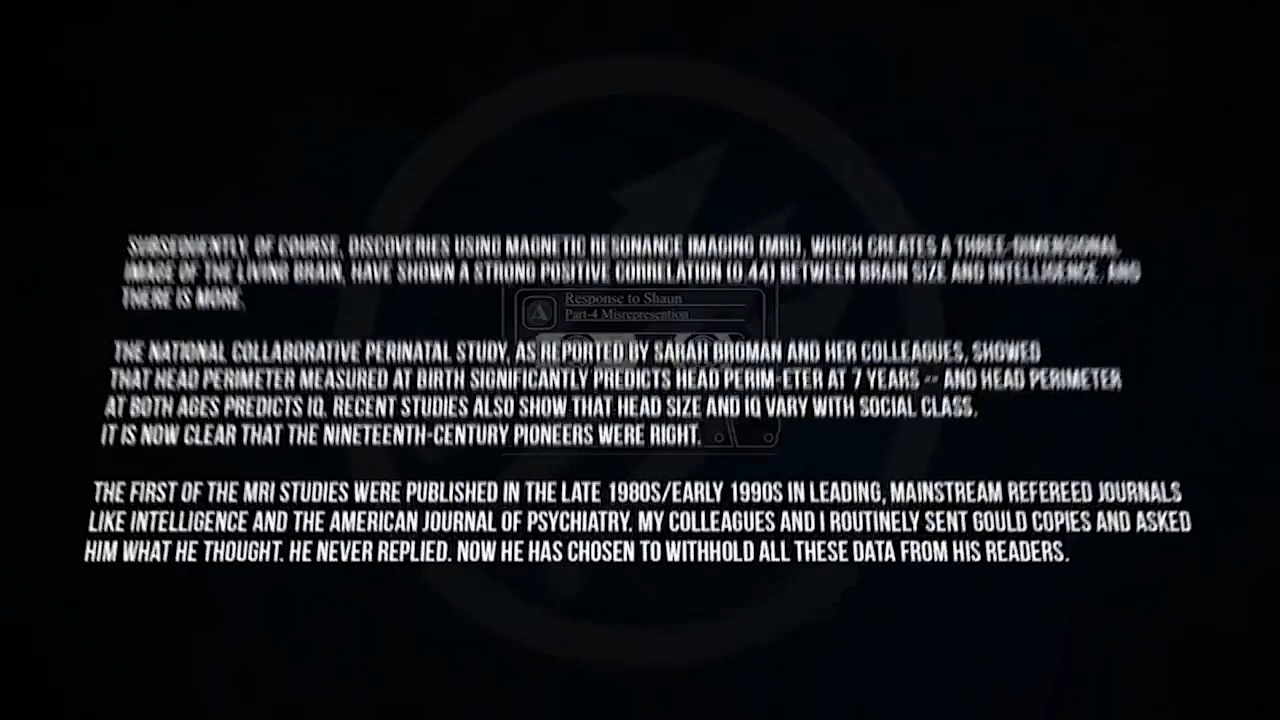 SUBSEQUENTLY, OF COURSE, DISCOVERIES USING MAGNETIC RESONANCE IMAGING (MRI), WHICH CREATES A THREE-DIMENSIONAL
IMAGE OF THE LIVING BRAIN, HAVE SHOWN A STRONG POSITIVE CORRELATION (0.44) BETWEEN BRAIN SIZE AND INTELLIGENCE. AND
THERE IS MORE.
Response to Shaun
Part-4 Misrepresention
THE NATIONAL COLLABORATIVE PERINATAL STUDY, AS REPORTED BY SARAH BROMAN AND HER COLLEAGUES, SHOWED
THAT HEAD PERIMETER MEASURED AT BIRTH SIGNIFICANTLY PREDICTS HEAD PERIM-ETER AT 7 YEARS -- AND HEAD PERIMETER
AT BOTH AGES PREDICTS IQ. RECENT STUDIES ALSO SHOW THAT HEAD SIZE AND IQ VARY WITH SOCIAL CLASS.
IT IS NOW CLEAR THAT THE NINETEENTH-CENTURY PIONEERS WERE RIGHT.
THE FIRST OF THE MRI STUDIES WERE PUBLISHED IN THE LATE 1980S/EARLY 1990S IN LEADING, MAINSTREAM REFEREED JOURNALS
LIKE INTELLIGENCE AND THE AMERICAN JOURNAL OF PSYCHIATRY. MY COLLEAGUES AND I ROUTINELY SENT GOULD COPIES AND ASKED
HIM WHAT HE THOUGHT. HE NEVER REPLIED. NOW HE HAS CHOSEN TO WITHHOLD ALL THESE DATA FROM HIS READERS.